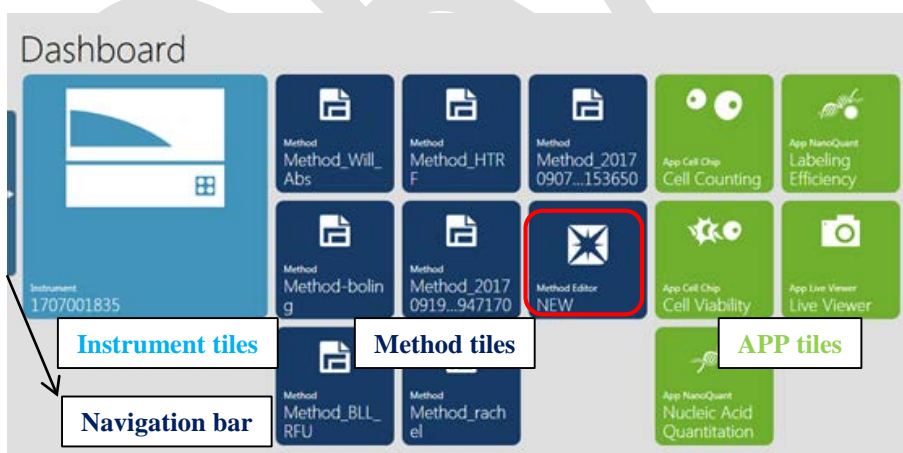 Dashboard
Instrument
1707001835
Method
Method_Will_
Abs
Method
Method_HTR
F
Method
Method_2017
0907...153650
App Cell Chip
Cell Counting
App NanoQuant
Labeling
Efficiency
Method
Method-bolin
g
Method
Method_2017
0919...947170
Method Editor
NEW
App Cell Chip
Cell Viability
App Live Viewer
Live Viewer
Instrument tiles
Method tiles
APP tiles
Navigation bar
Method
Method_BLL_
RFU
Method
Method_rach
el
App NanoQuant
Nucleic Acid
Quantitation